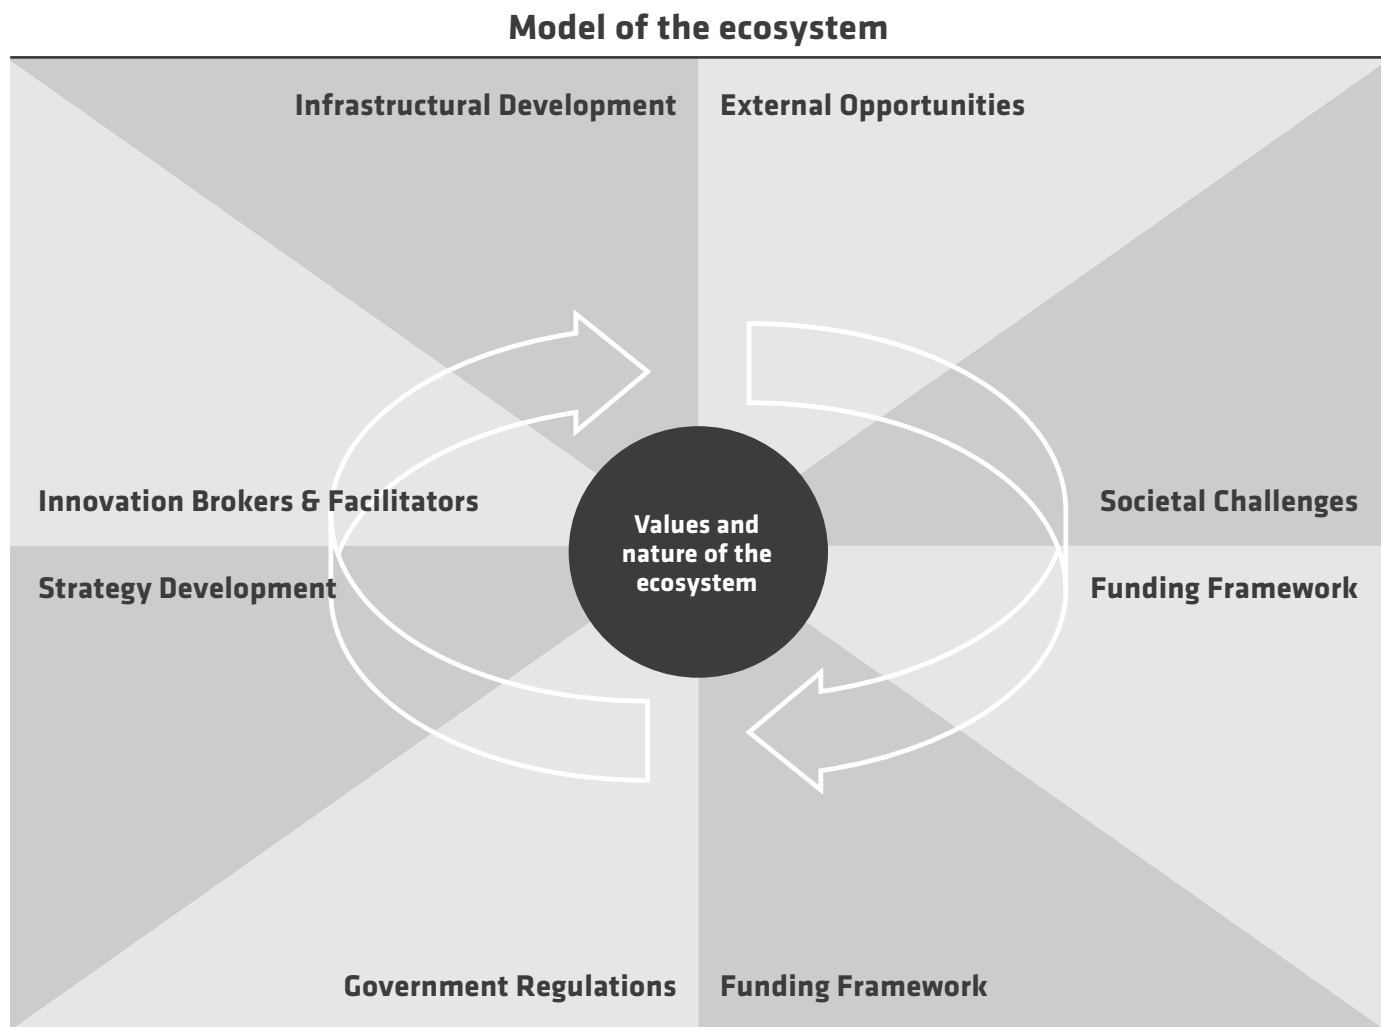 Model of the ecosystem
Infrastructural Development
External Opportunities
Innovation Brokers & Facilitators
Societal Challenges
Values and
nature of the
ecosystem
Strategy Development
Funding Framework
Government Regulations
Funding Framework